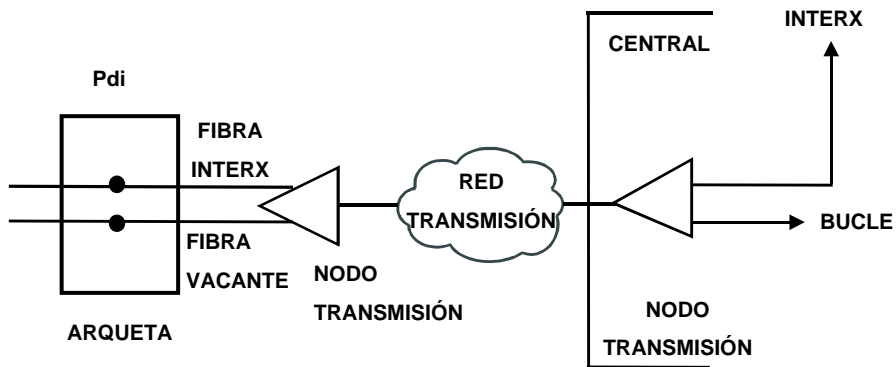 Pdi
FIBRA
INTERX
FIBRA
VACANTE
ARQUETA
NODO
TRANSMISIÓN
RED
TRANSMISIÓN
CENTRAL
INTERX
BUCLE
NODO
TRANSMISIÓN